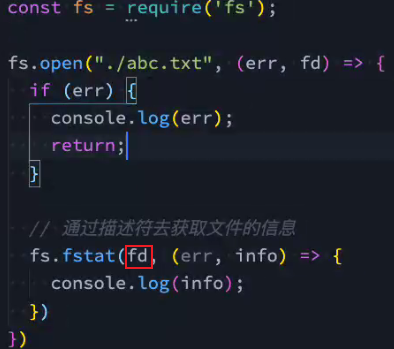 const fs = require('fs');
fs.open("./abc.txt", (err, fd) => {
if (err) {
console.log(err);
return;
}
// 通过描述符去获取文件的信息
fs.fstat(fd, (err, info) => {
console.log(info);
})
})